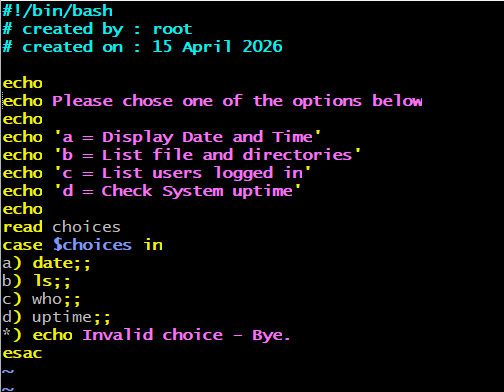 #!/bin/bash
# created by : root
# created on : 15 April 2026

echo
echo Please chose one of the options below
echo
echo 'a = Display Date and Time'
echo 'b = List file and directories'
echo 'c = List users logged in'
echo 'd = Check System uptime'
echo
read choices
case $choices in
a) date;;
b) ls;;
c) who;;
d) uptime;;
*) echo Invalid choice - Bye.
esac
~
~